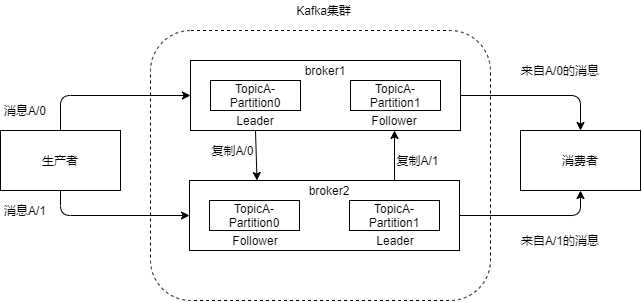 Kafka集群
broker1
TopicA-
Partition0
Leader
TopicA-
Partition1
Follower
消息A/0
来自A/0的消息
生产者
复制A/0
复制A/1
消费者
消息A/1
broker2
TopicA-
Partition0
Follower
TopicA-
Partition1
Leader
来自A/1的消息